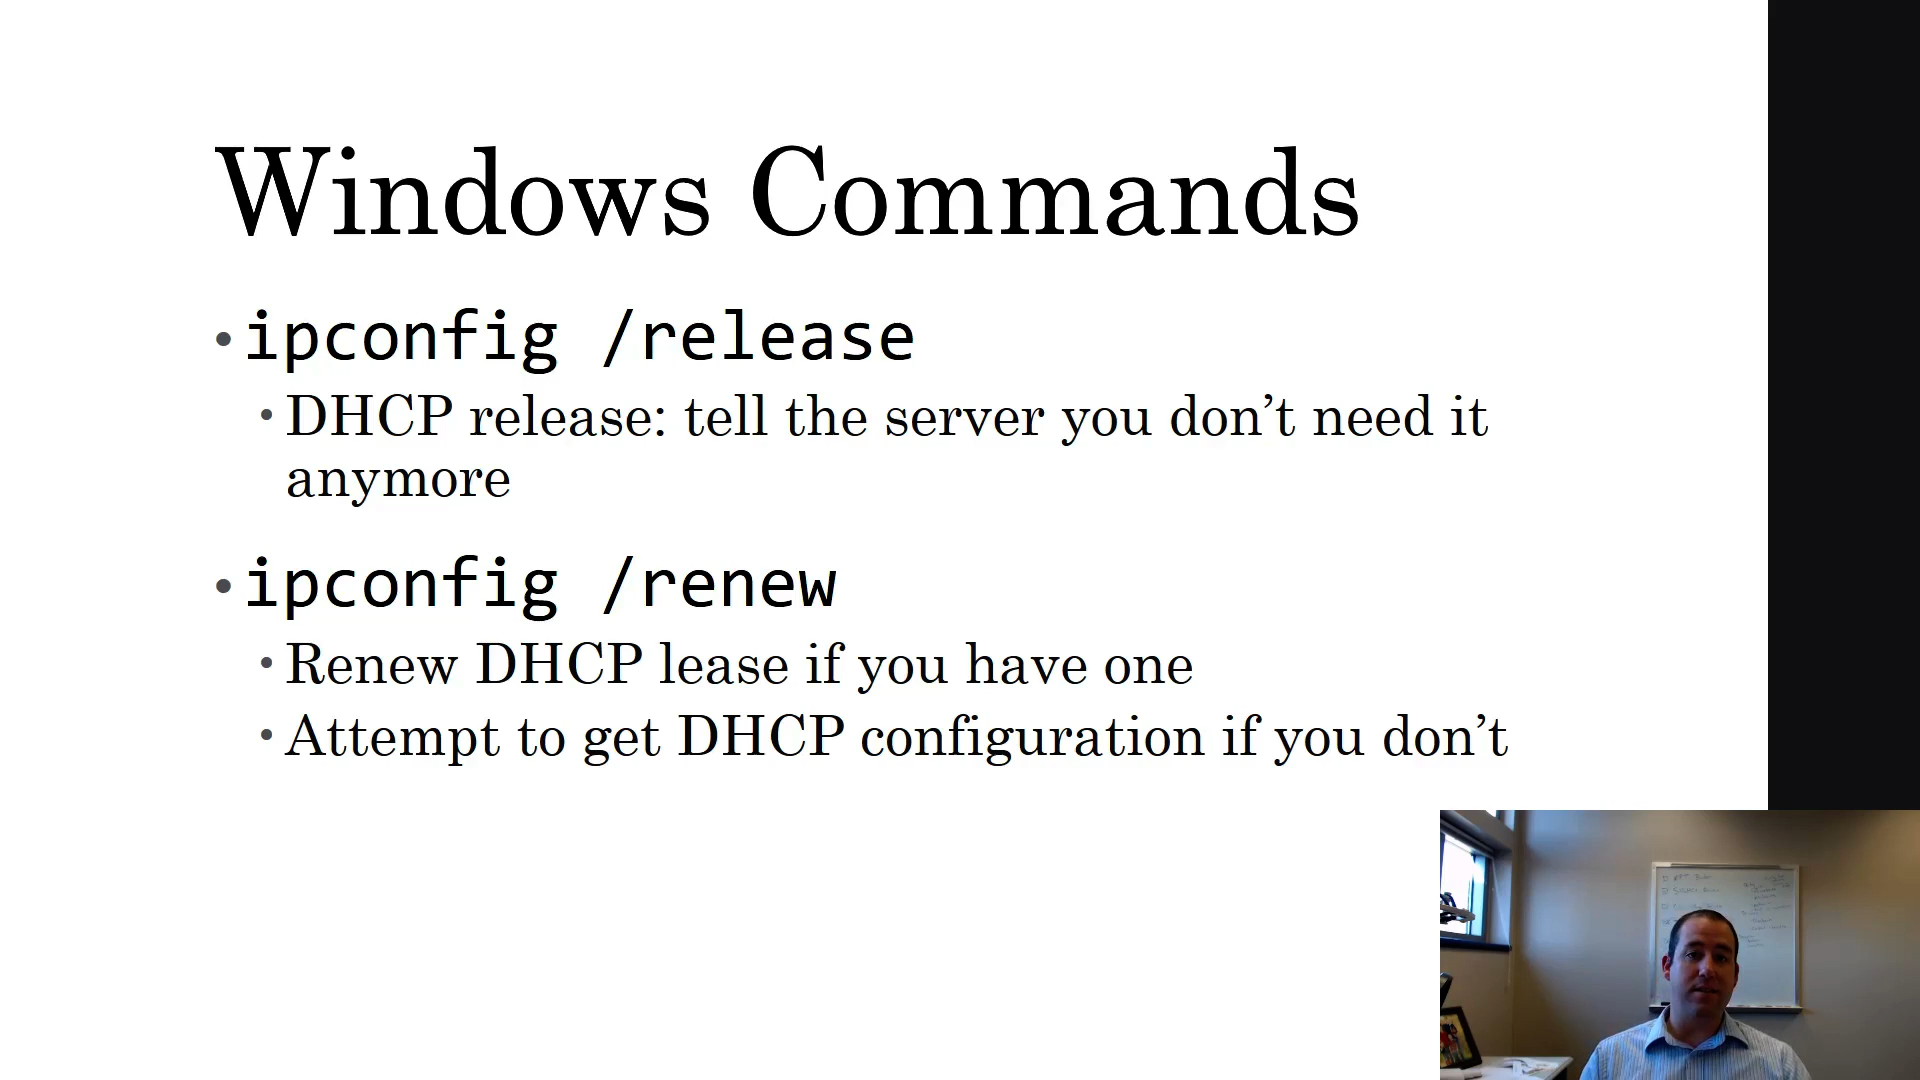 Windows Commands
• ipconfig /release
• DHCP release: tell the server you don’t need it
anymore
• ipconfig /renew
• Renew DHCP lease if you have one
• Attempt to get DHCP configuration if you don’t